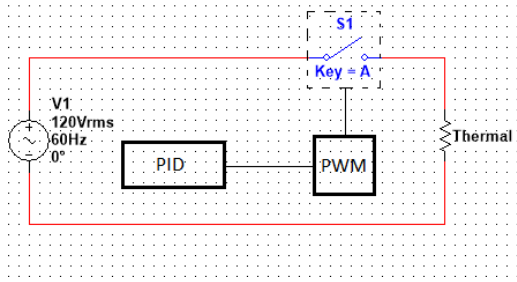 S1
Key = A
V1
120Vrms
60Hz
0°
Thermal
PID
PWM